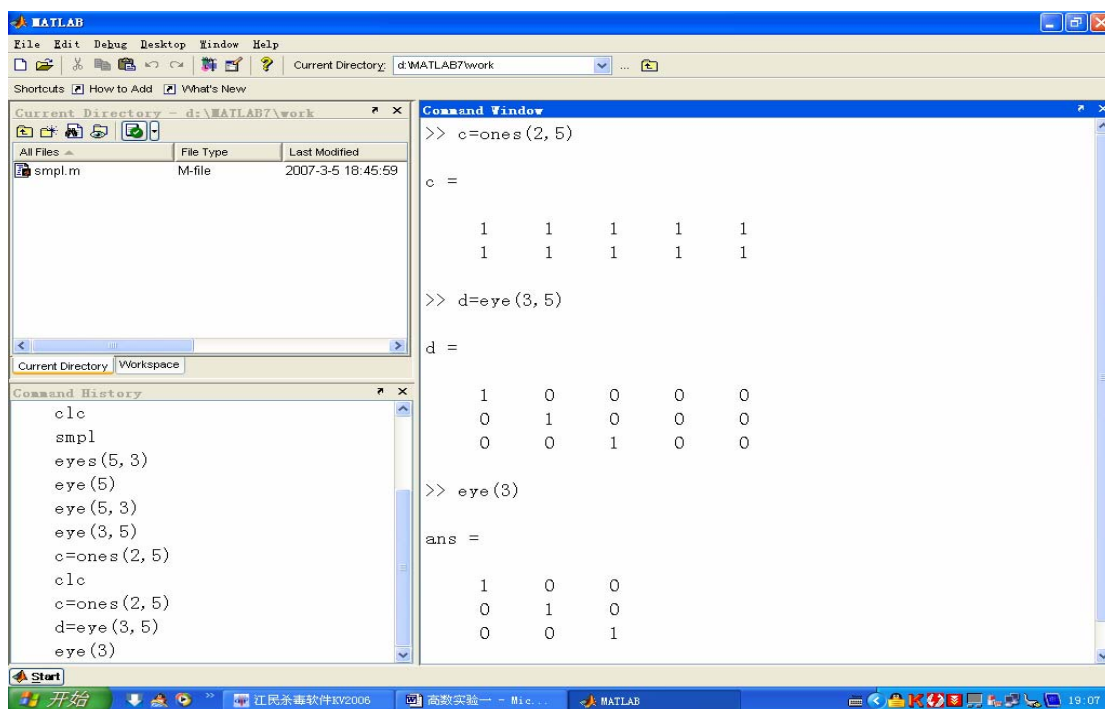 MATLAB
File Edit Debug Desktop Window Help
Current Directory: d:\MATLAB7\work
Shortcuts How to Add What's New
Current Directory - d:\MATLAB7\work
All Files File Type Last Modified
smpl.m M-file 2007-3-5 18:45:59
Current Directory Workspace
Command History
clc
smpl
eyes(5,3)
eye(5)
eye(5,3)
eye(3,5)
c=ones(2,5)
clc
c=ones(2,5)
d=eye(3,5)
eye(3)
Command Window
>> c=ones(2,5)
c =
1 1 1 1 1
1 1 1 1 1
>> d=eye(3,5)
d =
1 0 0 0 0
0 1 0 0 0
0 0 1 0 0
>> eye(3)
ans =
1 0 0
0 1 0
0 0 1
Start
开始 江民杀毒软件KV2006 高数实验一 - Mic... MATLAB 19:07